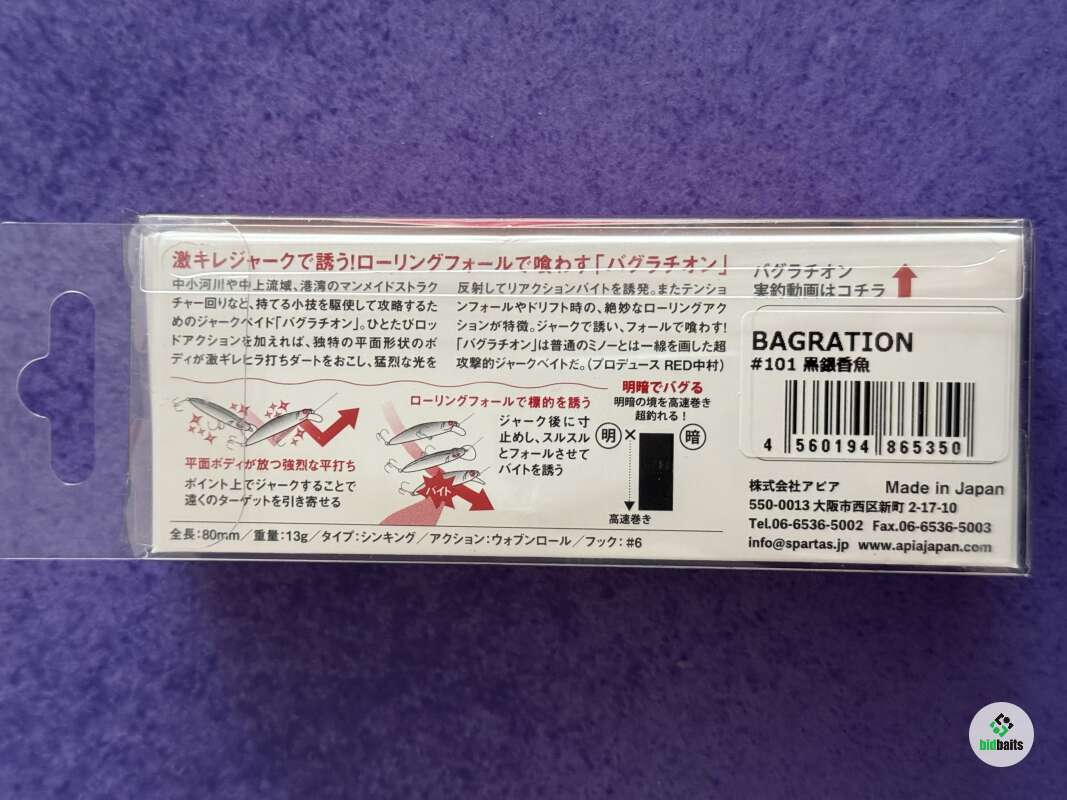 激キレジャークで誘う!ローリングフォールで喰わす「バグラチオン」
中小河川や中上流域、港湾のマンメイドストラク
チャー回りなど、持てる小技を駆使して攻略するた
めのジャークベイド「バグラチオン」。ひとたびロッ
ドアクションを加えれば、独特の平面形状のボ
ディが激ギレヒラ打ちダートをおこし、猛烈な光を
反射してリアクションバイトを誘発。またテンショ
ンフォールやドリフト時の、絶妙なローリングアク
ションが特徴。ジャークで誘い、フォールで喰わす!
「バグラチオン」は普通のミノーとは一線を画した超
攻撃的ジャークベイトだ。(プロデュース RED中村)
平面ボディが放つ強烈な平打ち
ポイント上でジャークすることで
遠くのターゲットを引き寄せる
ローリングフォールで標的を誘う
ジャーク後に寸
止めし、スルスル
とフォールさせて
バイトを誘う
バイト
明暗でバグる
明暗の境を高速巻き
超釣れる!
明 × 暗
高速巻き
全長:80mm/重量:13g/タイプ:シンキング/アクション:ウォブンロール/フック:#6
バグラチオン
実釣動画はコチラ
BAGRATION
#101 黒銀香魚
4 560194 865350
株式会社アピア Made in Japan
550-0013 大阪市西区新町 2-17-10
Tel.06-6536-5002 Fax.06-6536-5003
info@spartas.jp www.apiajapan.com
bidbaits